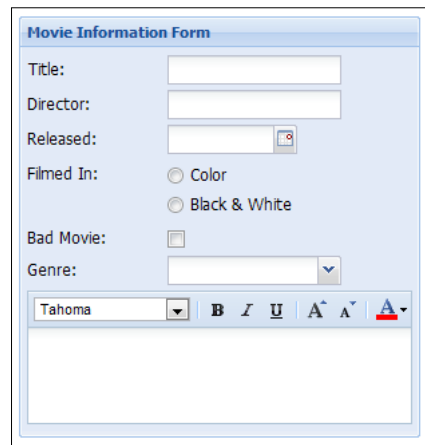 Movie Information Form
Title:
Director:
Released:
Filmed In:
Color
Black & White
Bad Movie:
Genre:
Tahoma B I U A A A